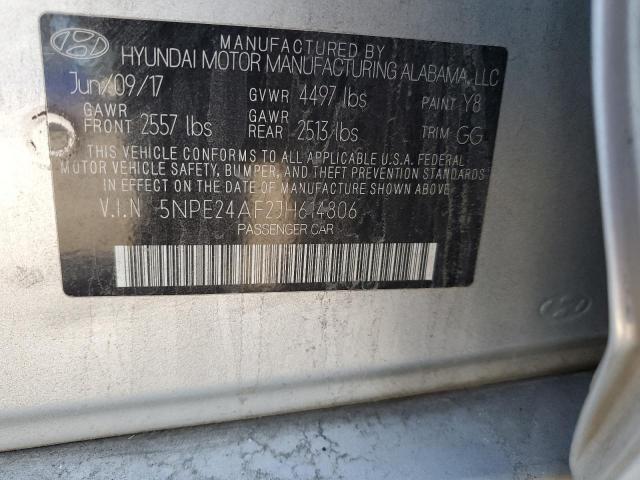 MANUFACTURED BY
HYUNDAI MOTOR MANUFACTURING ALABAMA, LLC
Jun/09/17 GVWR 4497 lbs PAINT Y8
GAWR FRONT 2557 lbs GAWR REAR 2513 lbs TRIM GG
THIS VEHICLE CONFORMS TO ALL APPLICABLE U.S.A. FEDERAL
MOTOR VEHICLE SAFETY, BUMPER, AND THEFT PREVENTION STANDARDS
IN EFFECT ON THE DATE OF MANUFACTURE SHOWN ABOVE.
V.I.N 5NPE24AF2JH614806
PASSENGER CAR